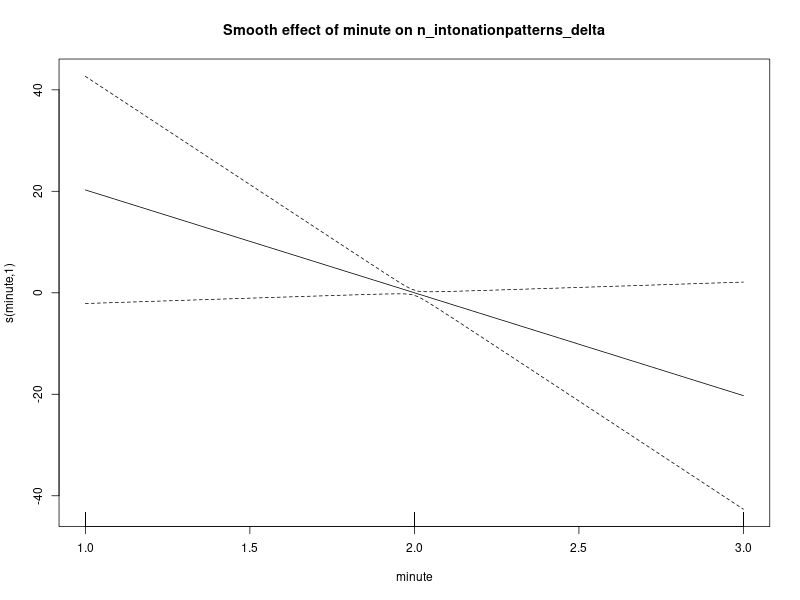 Smooth effect of minute on n_intonationpatterns_delta
s(minute,1)
40
20
0
-20
-40
1.0 1.5 2.0 2.5 3.0
minute